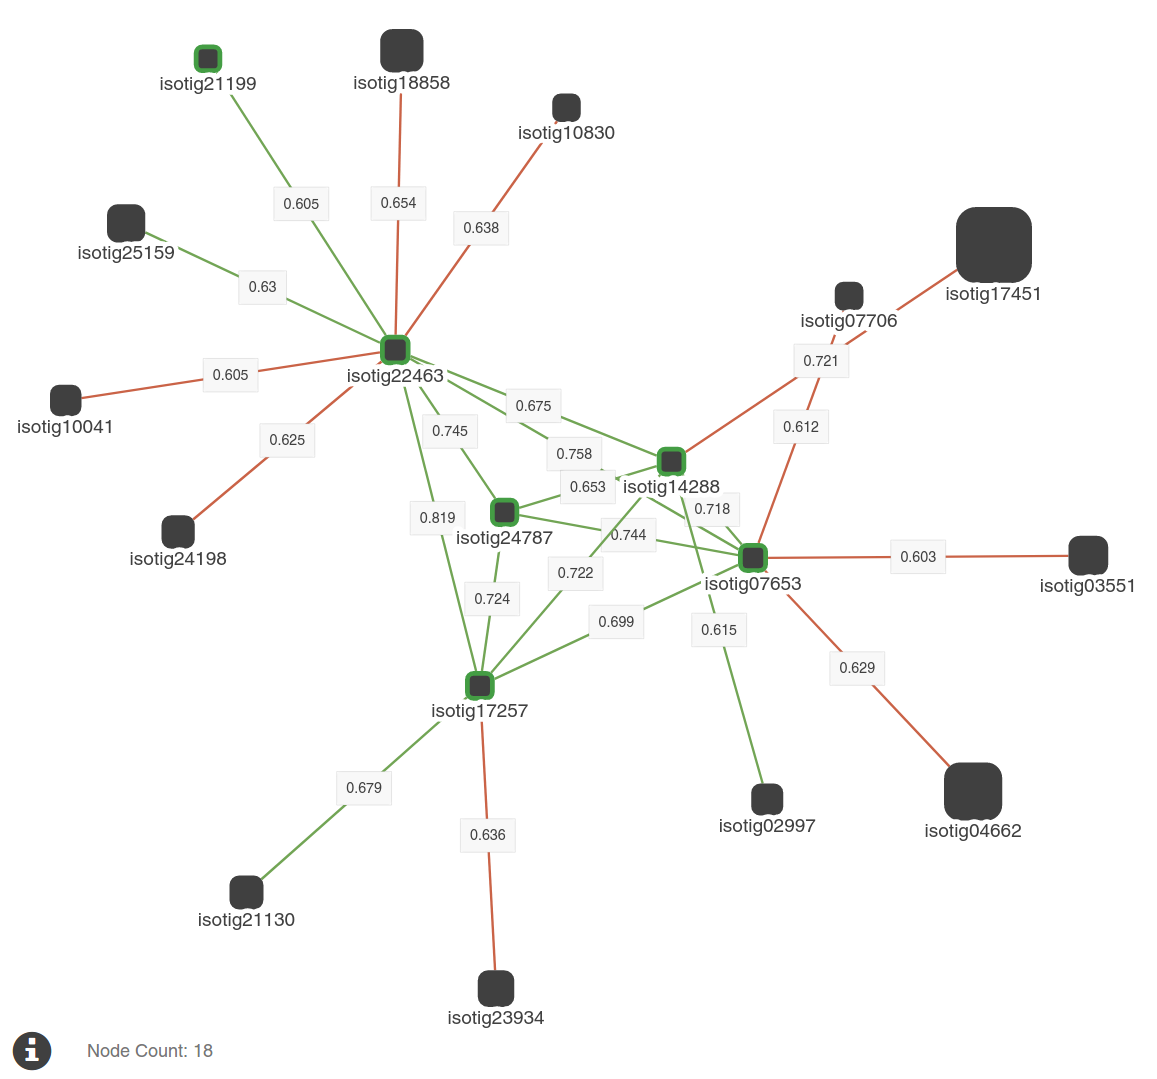 isotig21199
isotig18858
isotig10830
0.605
0.654
0.638
isotig25159
0.63
isotig17451
isotig07706
0.721
isotig22463
0.605
isotig10041
0.675
0.612
0.745
0.625
0.758
0.653
isotig14288
0.718
0.819
isotig24787
0.744
isotig24198
0.603
isotig03551
0.722
isotig07653
0.724
0.699
0.615
0.629
isotig17257
0.679
isotig02997
isotig04662
0.636
isotig21130
isotig23934
Node Count: 18